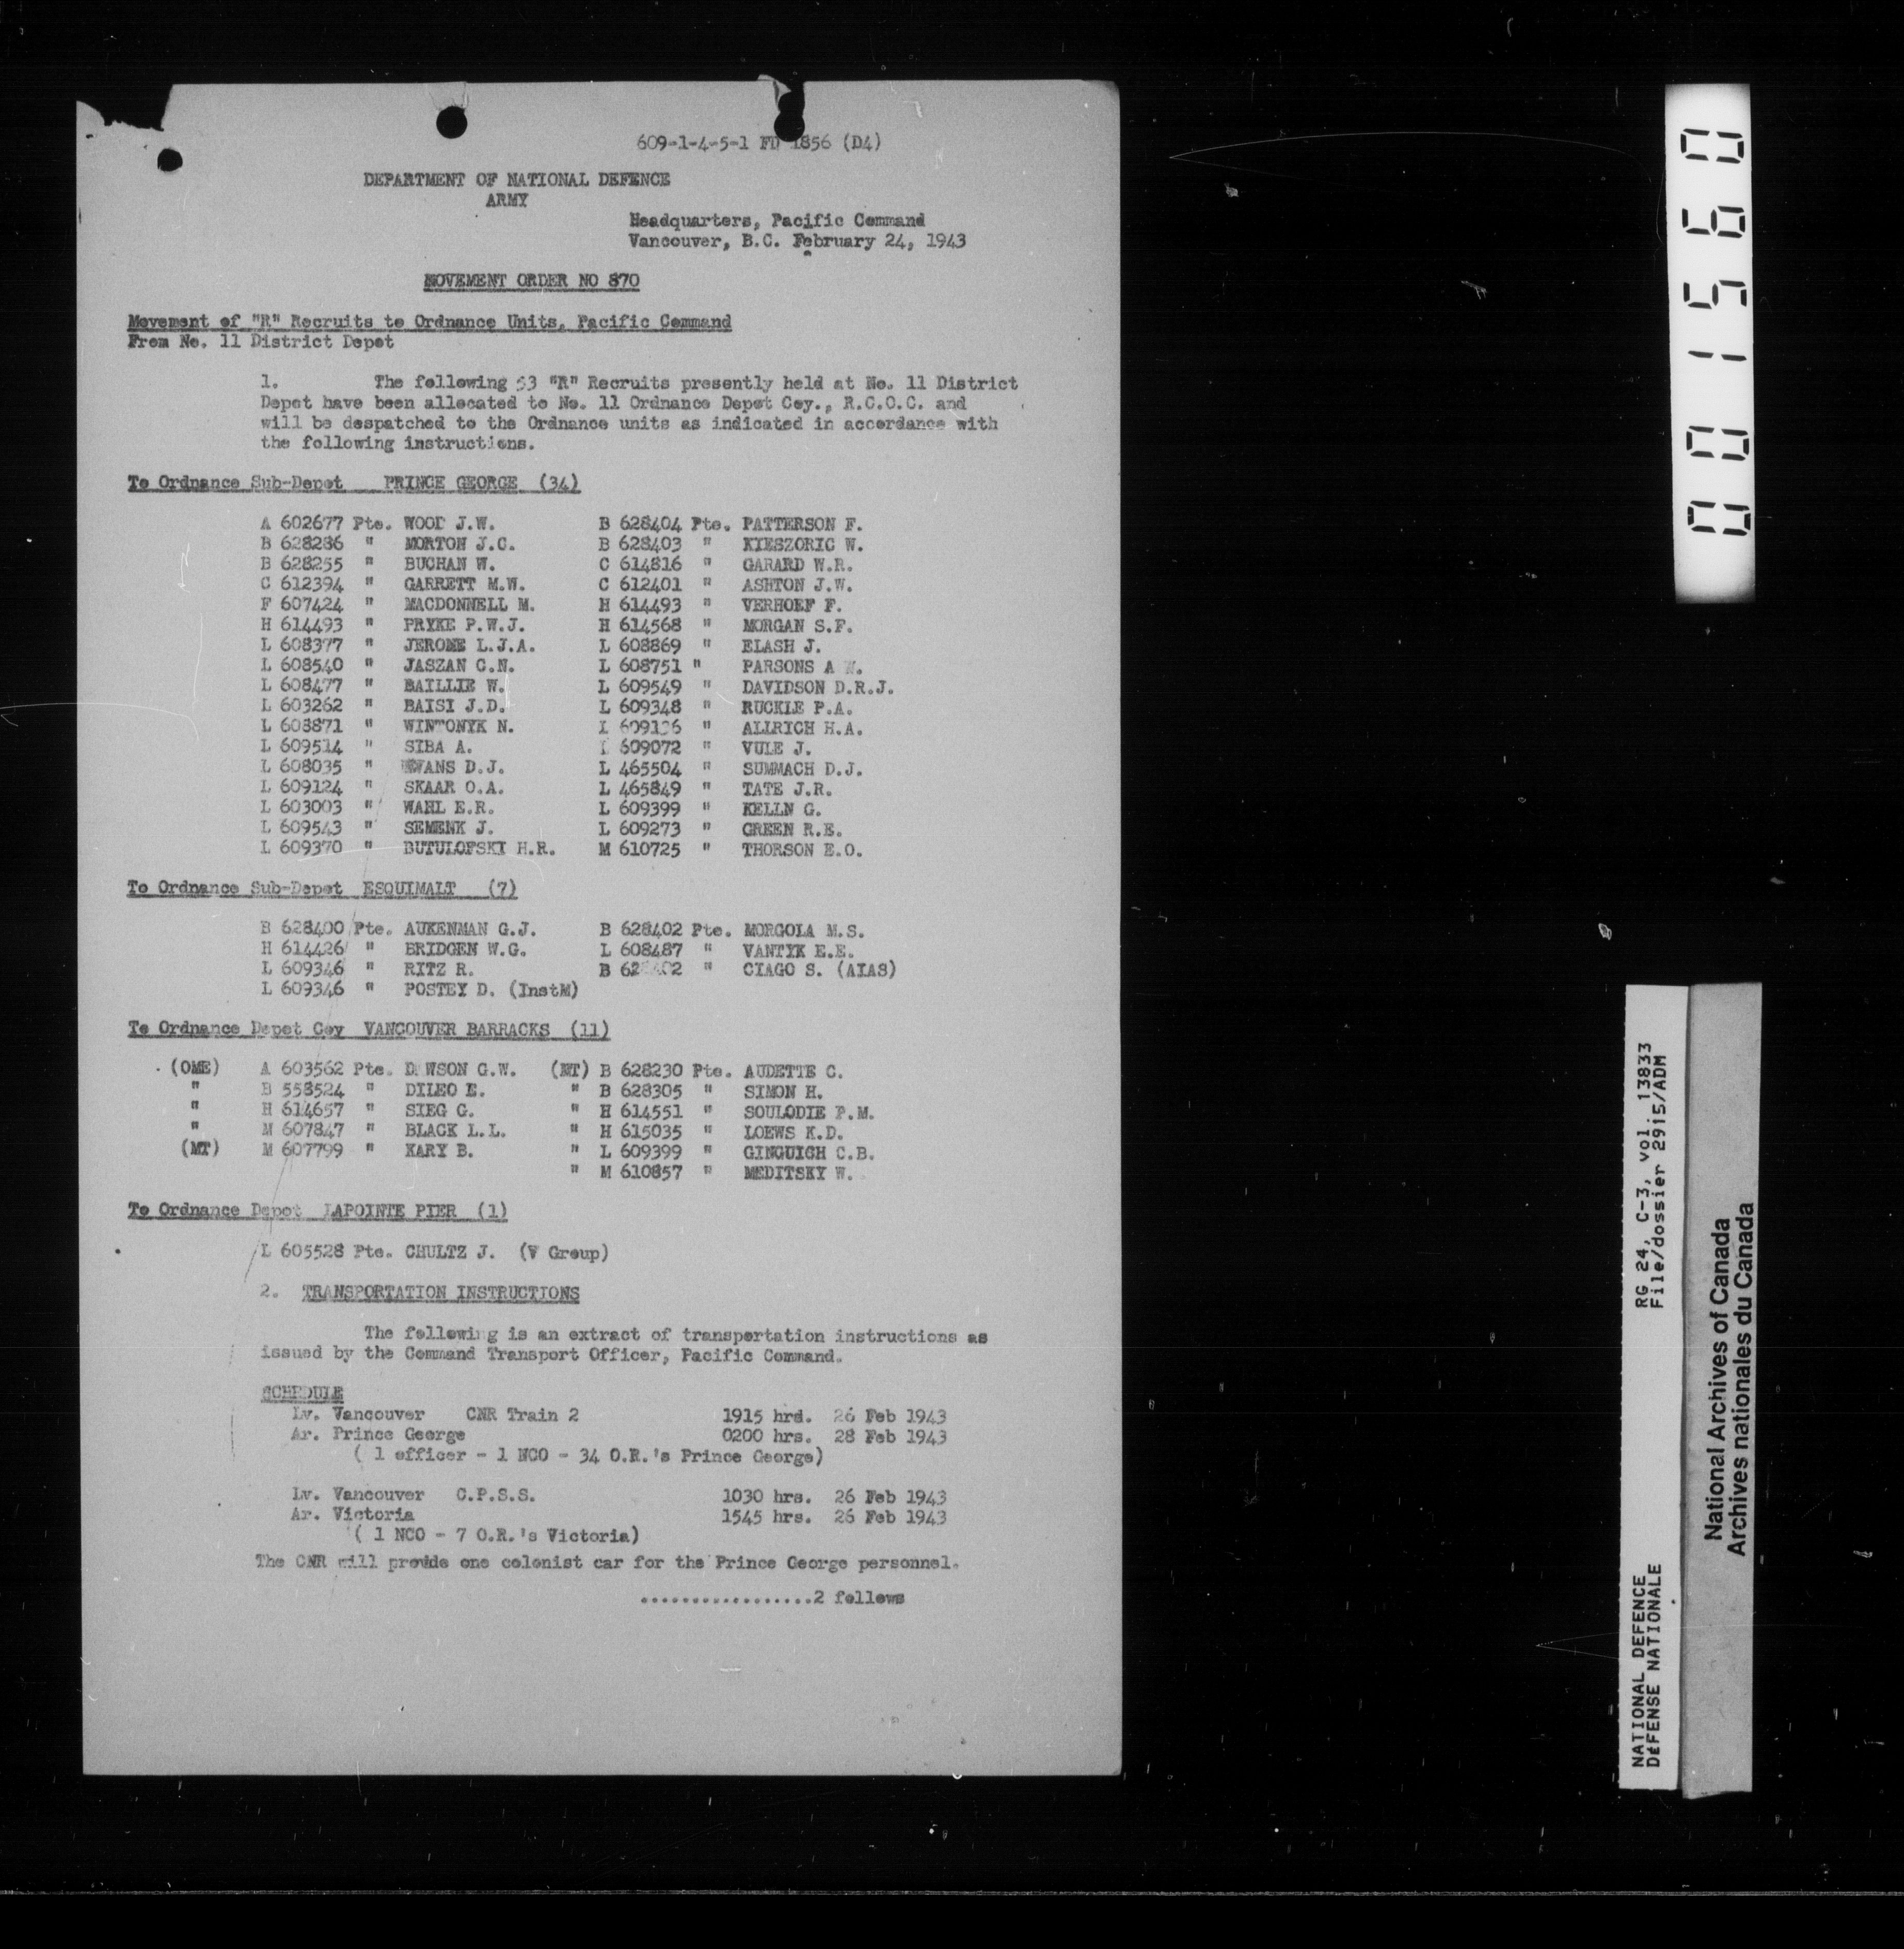 609-1-4-5-1 FD 1856 (D4)
DEPARTMENT OF NATIONAL DEFENCE
ARMY
Headquarters, Pacific Command
Vancouver, B.C. February 24, 1943
MOVEMENT ORDER NO 870
Movement of "R" Recruits to Ordnance Units, Pacific Command
From No. 11 District Depot
1. The following 53 "R" Recruits presently held at No. 11 District
Depot have been allocated to No. 11 Ordnance Depot Coy., R.C.O.C. and
will be despatched to the Ordnance units as indicated in accordance with
the following instructions.
To Ordnance Sub-Depot PRINCE GEORGE (34)
A 602677 Pte. WOOD J.W. B 628404 Pte. PATTERSON F.
B 628286 " MORTON J.C. B 628403 " KIESZORIC W.
B 628255 " BUCHAN W. C 614816 " GARARD W.R.
C 612394 " GARRETT M.W. C 612401 " ASHTON J.W.
F 607424 " MACDONNELL M. H 614493 " VERHOEF F.
H 614493 " PRYKE P.W.J. H 614568 " MORGAN S.F.
L 608377 " JEROME L.J.A. L 608869 " ELASH J.
L 608540 " JASZAN C.N. L 608751 " PARSONS A W.
L 608477 " BAILLIE W. L 609549 " DAVIDSON D.R.J.
L 603262 " BAISI J.D. L 609348 " RUCKLE P.A.
L 608871 " WINTONYK N. L 609136 " ALLRICH H.A.
L 609514 " SIBA A. L 609072 " VULE J.
L 608035 " EVANS D.J. L 465504 " SUMMACH D.J.
L 609124 " SKAAR O.A. L 465849 " TATE J.R.
L 603003 " WAHL E.R. L 609399 " KELLN G.
L 609543 " SEMENK J. L 609273 " GREEN R.E.
L 609370 " BUTULOFSKI H.R. M 610725 " THORSON E.O.
To Ordnance Sub-Depot ESQUIMALT (7)
B 628400 Pte. AUKENMAN G.J. B 628402 Pte. MORGOLA M.S.
H 614426 " BRIDGEN W.G. L 608487 " VANTYK E.E.
L 609346 " RITZ R. B " CIAGO S. (AIAS)
L 609346 " POSTEY D. (InstM)
To Ordnance Depot Coy VANCOUVER BARRACKS (11)
(OME) A 603562 Pte. DAWSON G.W. (MT) B 628230 Pte. AUDETTE C.
" B 558524 " DILEO E. " B 628305 " SIMON H.
" H 614657 " SIEG G. " H 614551 " SOULODIE P.M.
" M 607847 " BLACK L.L. " H 615035 " LOEWS K.D.
(MT) M 607799 " KARY B. " L 609399 " GINGUICH C.B.
" M 610857 " MEDITSKY W.
To Ordnance Depot LAPOINTE PIER (1)
L 605528 Pte. CHULTZ J. (V Group)
2. TRANSPORTATION INSTRUCTIONS
The following is an extract of transportation instructions as
issued by the Command Transport Officer, Pacific Command.
SCHEDULE
Lv. Vancouver CNR Train 2 1915 hrd. 26 Feb 1943
Ar. Prince George 0200 hrs. 28 Feb 1943
( 1 officer - 1 NCO - 34 O.R.'s Prince George)
Lv. Vancouver C.P.S.S. 1030 hrs. 26 Feb 1943
Ar. Victoria 1545 hrs. 26 Feb 1943
( 1 NCO - 7 O.R.'s Victoria)
The CNR will provide one colonist car for the Prince George personnel.
..................2 follows
001560
RG 24, C-3, vol. 13833
File/dossier 2915/ADM
NATIONAL DEFENCE
DÉFENSE NATIONALE
National Archives of Canada
Archives nationales du Canada